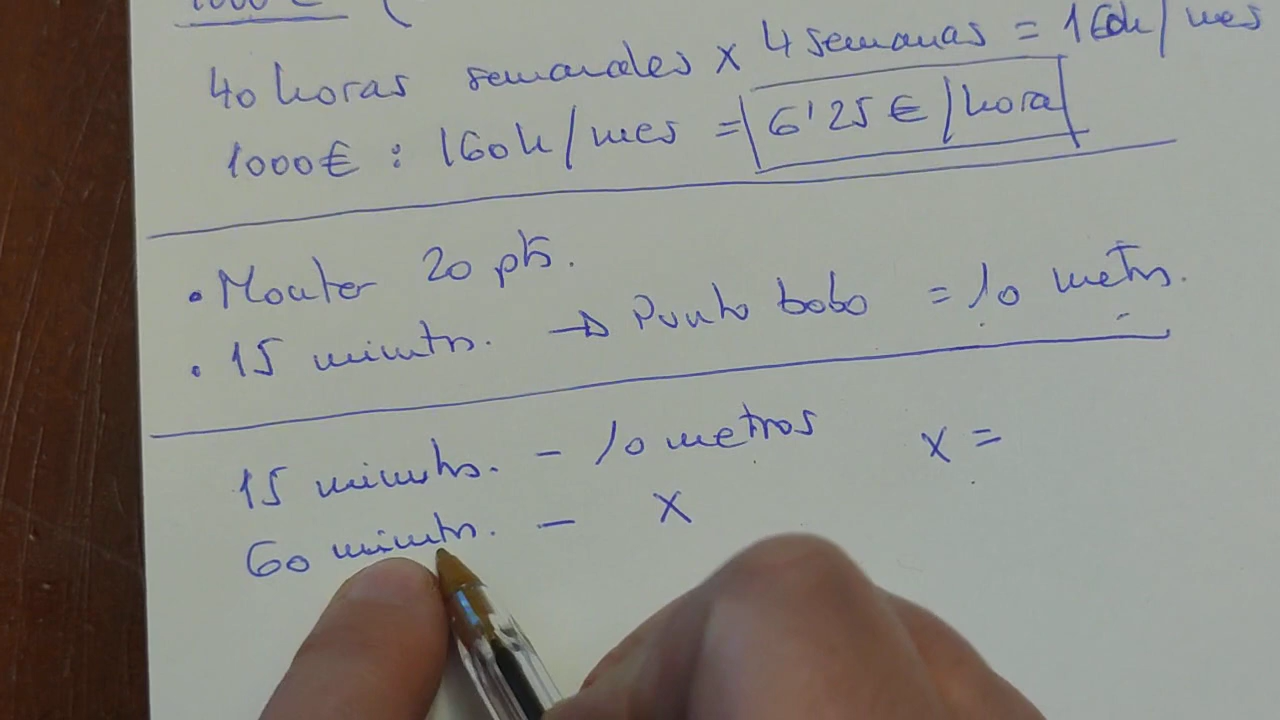 1000 € (
40 horas semanales x 4 semanas = 160h/mes
1000€ : 160h/mes = 6'25 €/hora
• Montar 20 pts.
• 15 minutos. → Punto bobo = 10 metros.
15 minutos. - 10 metros x =
60 minutos. - x